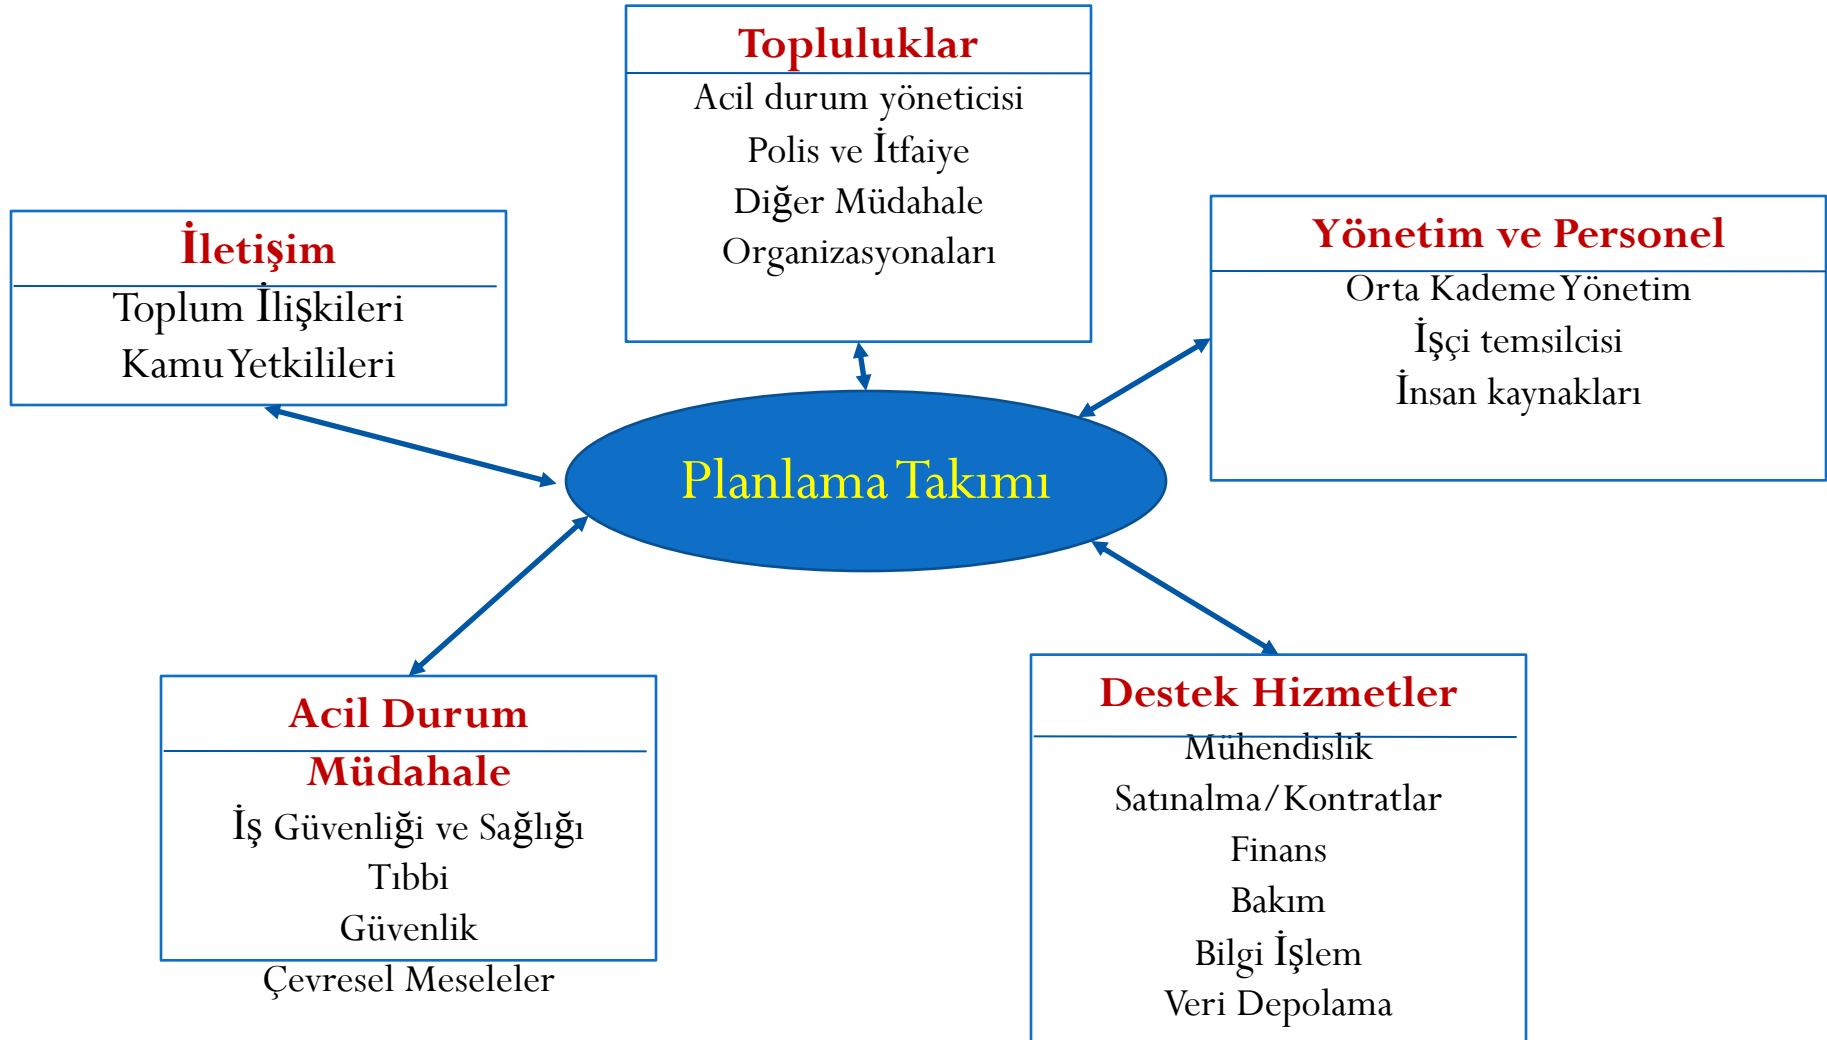 Topluluklar
Acil durum yöneticisi
Polis ve İtfaiye
Diğer Müdahale
Organizasyonaları
İletişim
Toplum İlişkileri
Kamu Yetkilileri
Yönetim ve Personel
Orta Kademe Yönetim
İşçi temsilcisi
İnsan kaynakları
Planlama Takımı
Acil Durum
Müdahale
İş Güvenliği ve Sağlığı
Tıbbi
Güvenlik
Çevresel Meseleler
Destek Hizmetler
Mühendislik
Satınalma/Kontratlar
Finans
Bakım
Bilgi İşlem
Veri Depolama